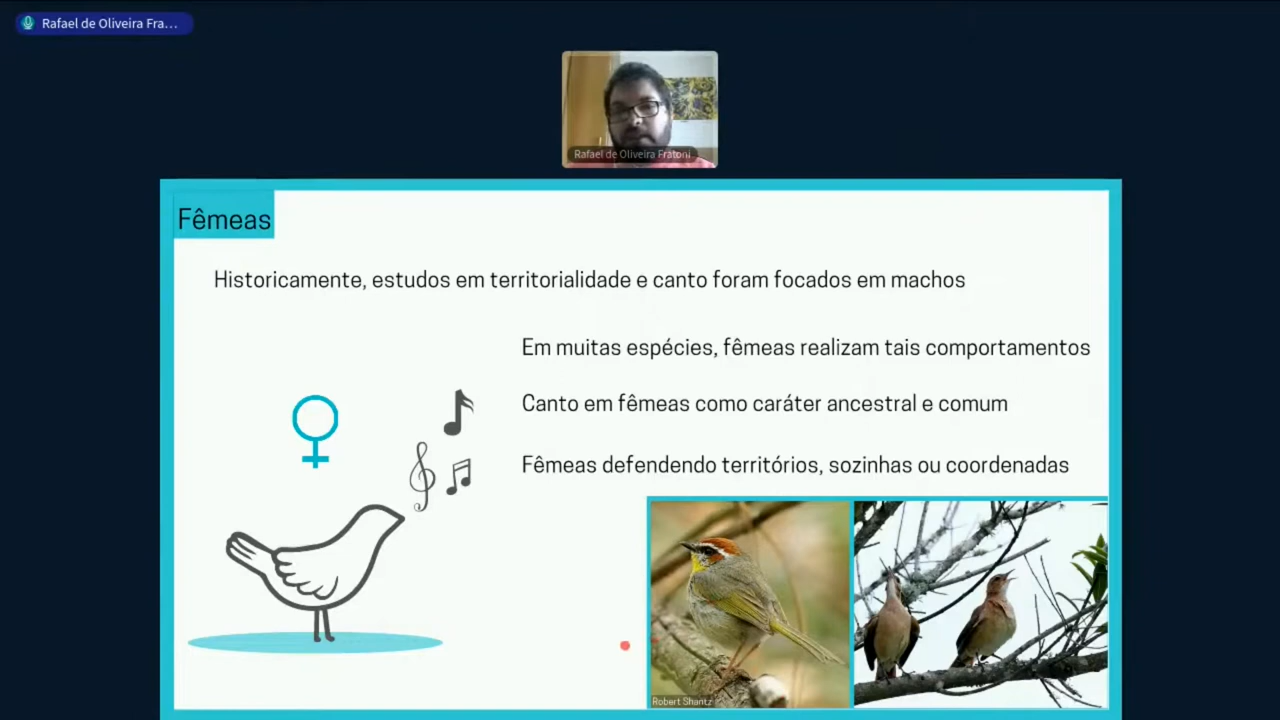 Rafael de Oliveira Fra...
Rafael de Oliveira Fratoni
Fêmeas
Historicamente, estudos em territorialidade e canto foram focados em machos
Em muitas espécies, fêmeas realizam tais comportamentos
Canto em fêmeas como caráter ancestral e comum
Fêmeas defendendo territórios, sozinhas ou coordenadas
Robert Shantz